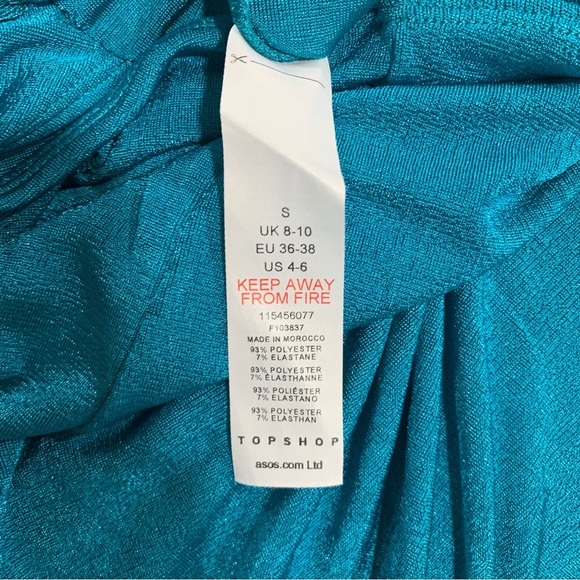 S
UK 8-10
EU 36-38
US 4-6
KEEP AWAY
FROM FIRE
115456077
F103837
MADE IN MOROCCO
93% POLYESTER
7% ELASTANE
93% POLYESTER
7% ÉLASTHANNE
93% POLIÉSTER
7% ELASTANO
93% POLYESTER
7% ELASTHAN
TOPSHOP
asos.com Ltd